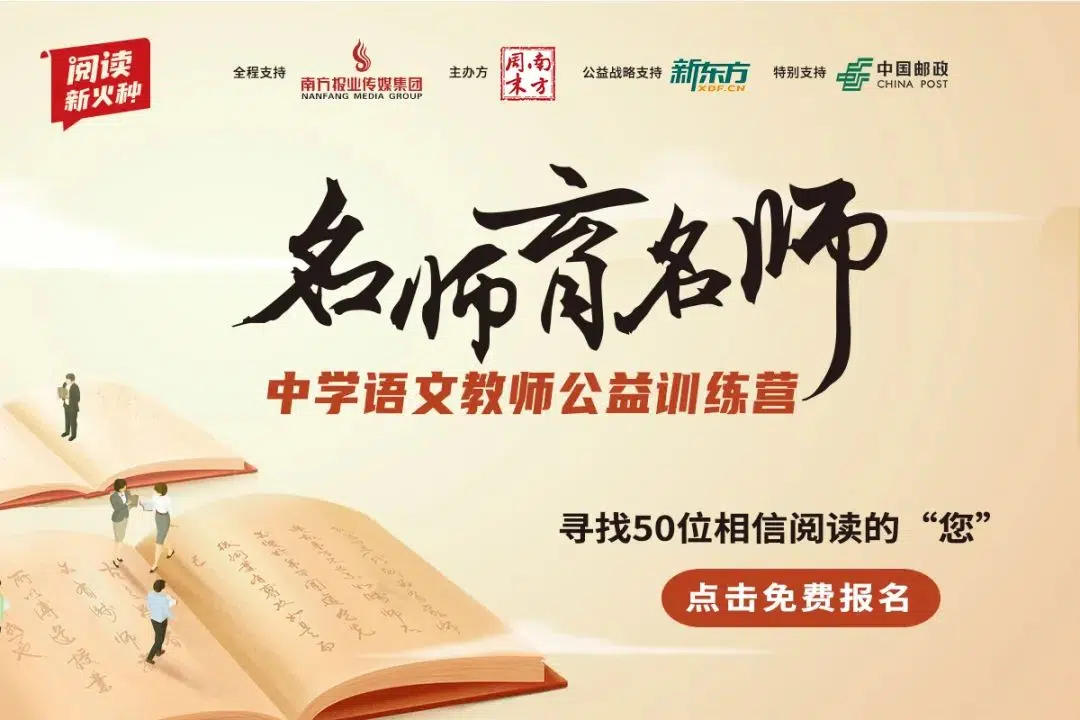 阅读
新火种
全程支持
南方报业传媒集团
NANFANG MEDIA GROUP
主办方
南方周末
公益战略支持
新东方
XDF.CN
特别支持
中国邮政
CHINA POST
名师育名师
中学语文教师公益训练营
寻找50位相信阅读的“您”
点击免费报名